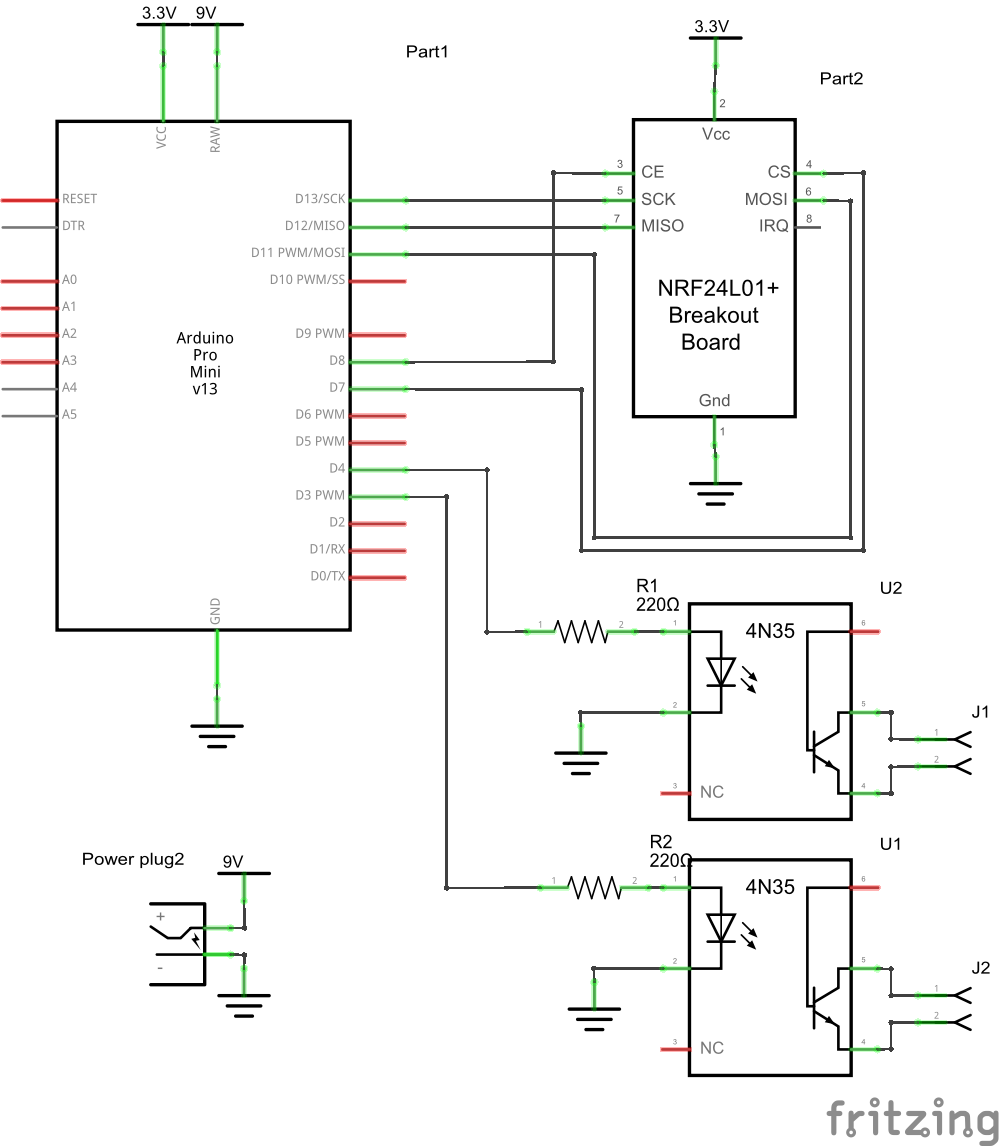 3.3V 9V
3.3V
Part1
Part2
VCC RAW
2
Vcc
RESET D13/SCK
DTR D12/MISO
D11 PWM/MOSI
A0 D10 PWM/SS
A1
A2 D9 PWM
A3 D8
A4 D7
A5 D6 PWM
D5 PWM
D4
D3 PWM
D2
D1/RX
D0/TX
GND
Arduino
Pro
Mini
v13
3 CE CS 4
5 SCK MOSI 6
7 MISO IRQ 8
NRF24L01+
Breakout
Board
Gnd
1
R1
220Ω
U2
1 2 1 4N35 6
2 5
J1
1
2
3 NC 4
Power plug2
9V
+
-
R2
220Ω
U1
1 2 1 4N35 6
2 5
J2
1
2
3 NC 4
fritzing